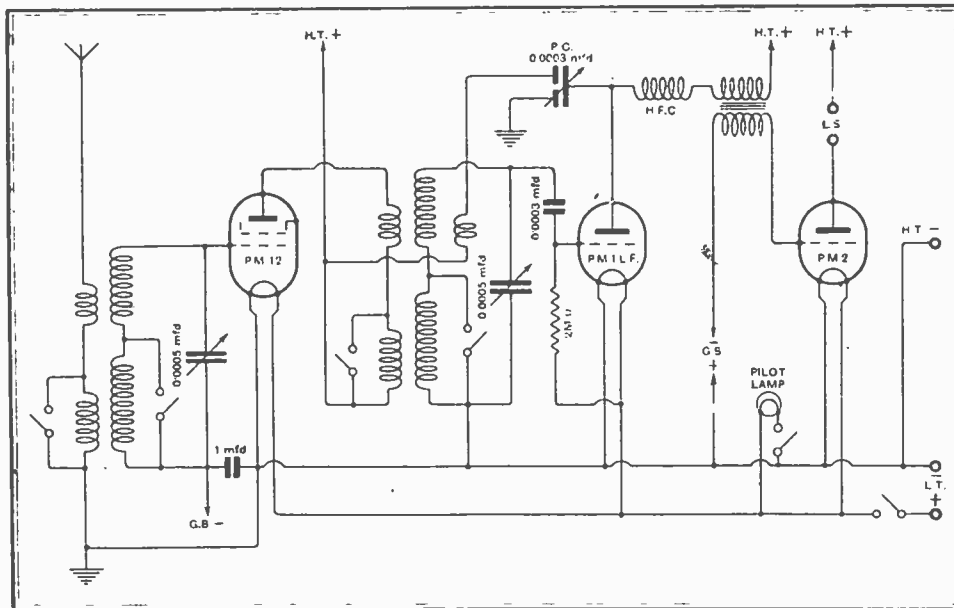 H.T. +
P.C.
0·0003 mfd
H.T. +
H.T. +
H.F.C
L.S
PM 12
0·0005 mfd
1 mfd
G.B −
0·0005 mfd
0·0003 mfd
2MΩ
PM 1 L F.
PM 2
H T −
G B
+
PILOT
LAMP
−
L.T.
+